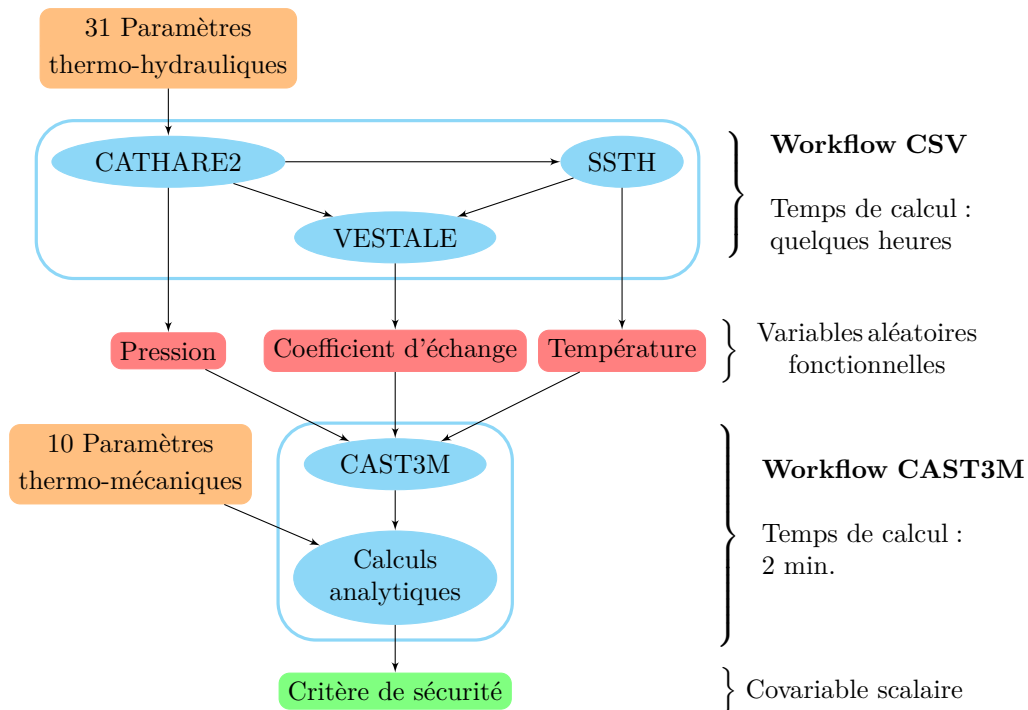 31 Paramètres
thermo-hydrauliques
CATHARE2
SSTH
VESTALE
Workflow CSV
Temps de calcul :
quelques heures
Pression
Coefficient d'échange
Température
Variables aléatoires
fonctionnelles
10 Paramètres
thermo-mécaniques
CAST3M
Calculs
analytiques
Workflow CAST3M
Temps de calcul :
2 min.
Critère de sécurité
Covariable scalaire